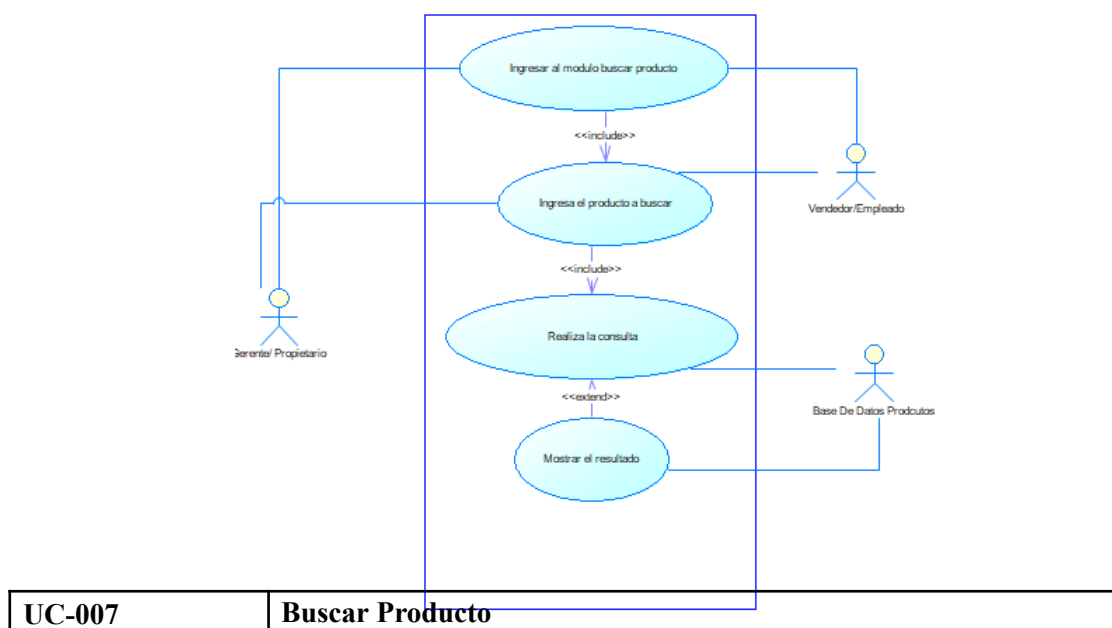 Ingresar al modulo buscar producto
<<include>>
Vendedor/Empleado
Ingresa el producto a buscar
<<include>>
Gerente/ Propietario
Realiza la consulta
<<extend>>
Base De Datos Prodcutos
Mostrar el resultado
UC-007
Buscar Producto